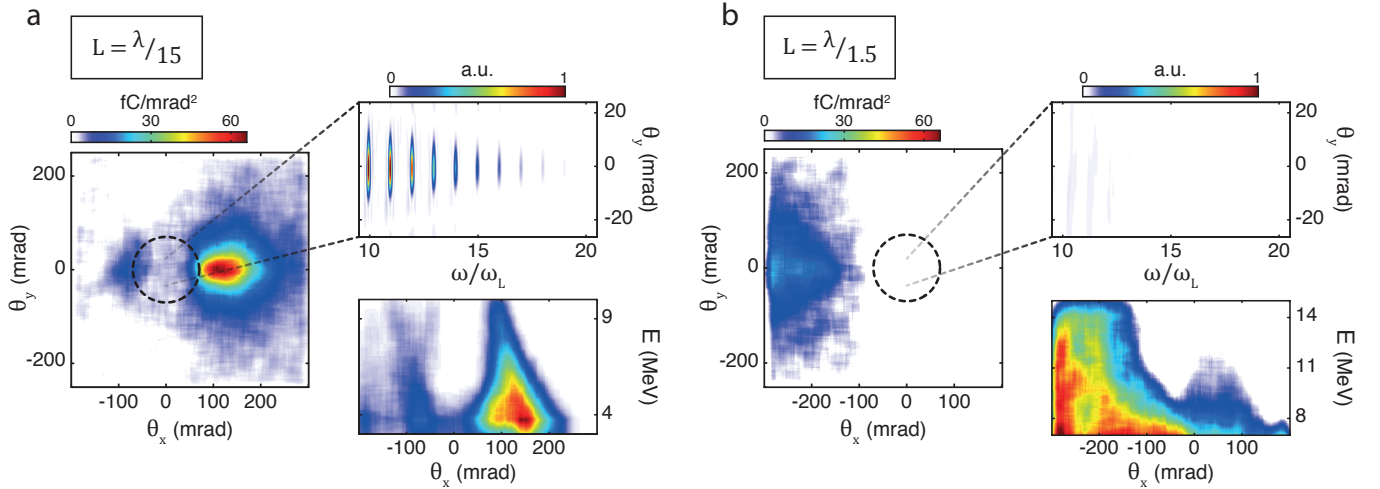 a
L = λ/15
fC/mrad²
0 30 60
a.u.
0 1
200
0
-200
θy (mrad)
-100 0 100 200
θx (mrad)
20
0
-20
θy (mrad)
10 15 20
ω/ωL
9
4
E (MeV)
-100 0 100 200
θx (mrad)
b
L = λ/1.5
fC/mrad²
0 30 60
a.u.
0 1
200
0
-200
θy (mrad)
-200 -100 0 100
θx (mrad)
20
0
-20
θy (mrad)
10 15 20
ω/ωL
14
11
8
E (MeV)
-200 -100 0 100
θx (mrad)